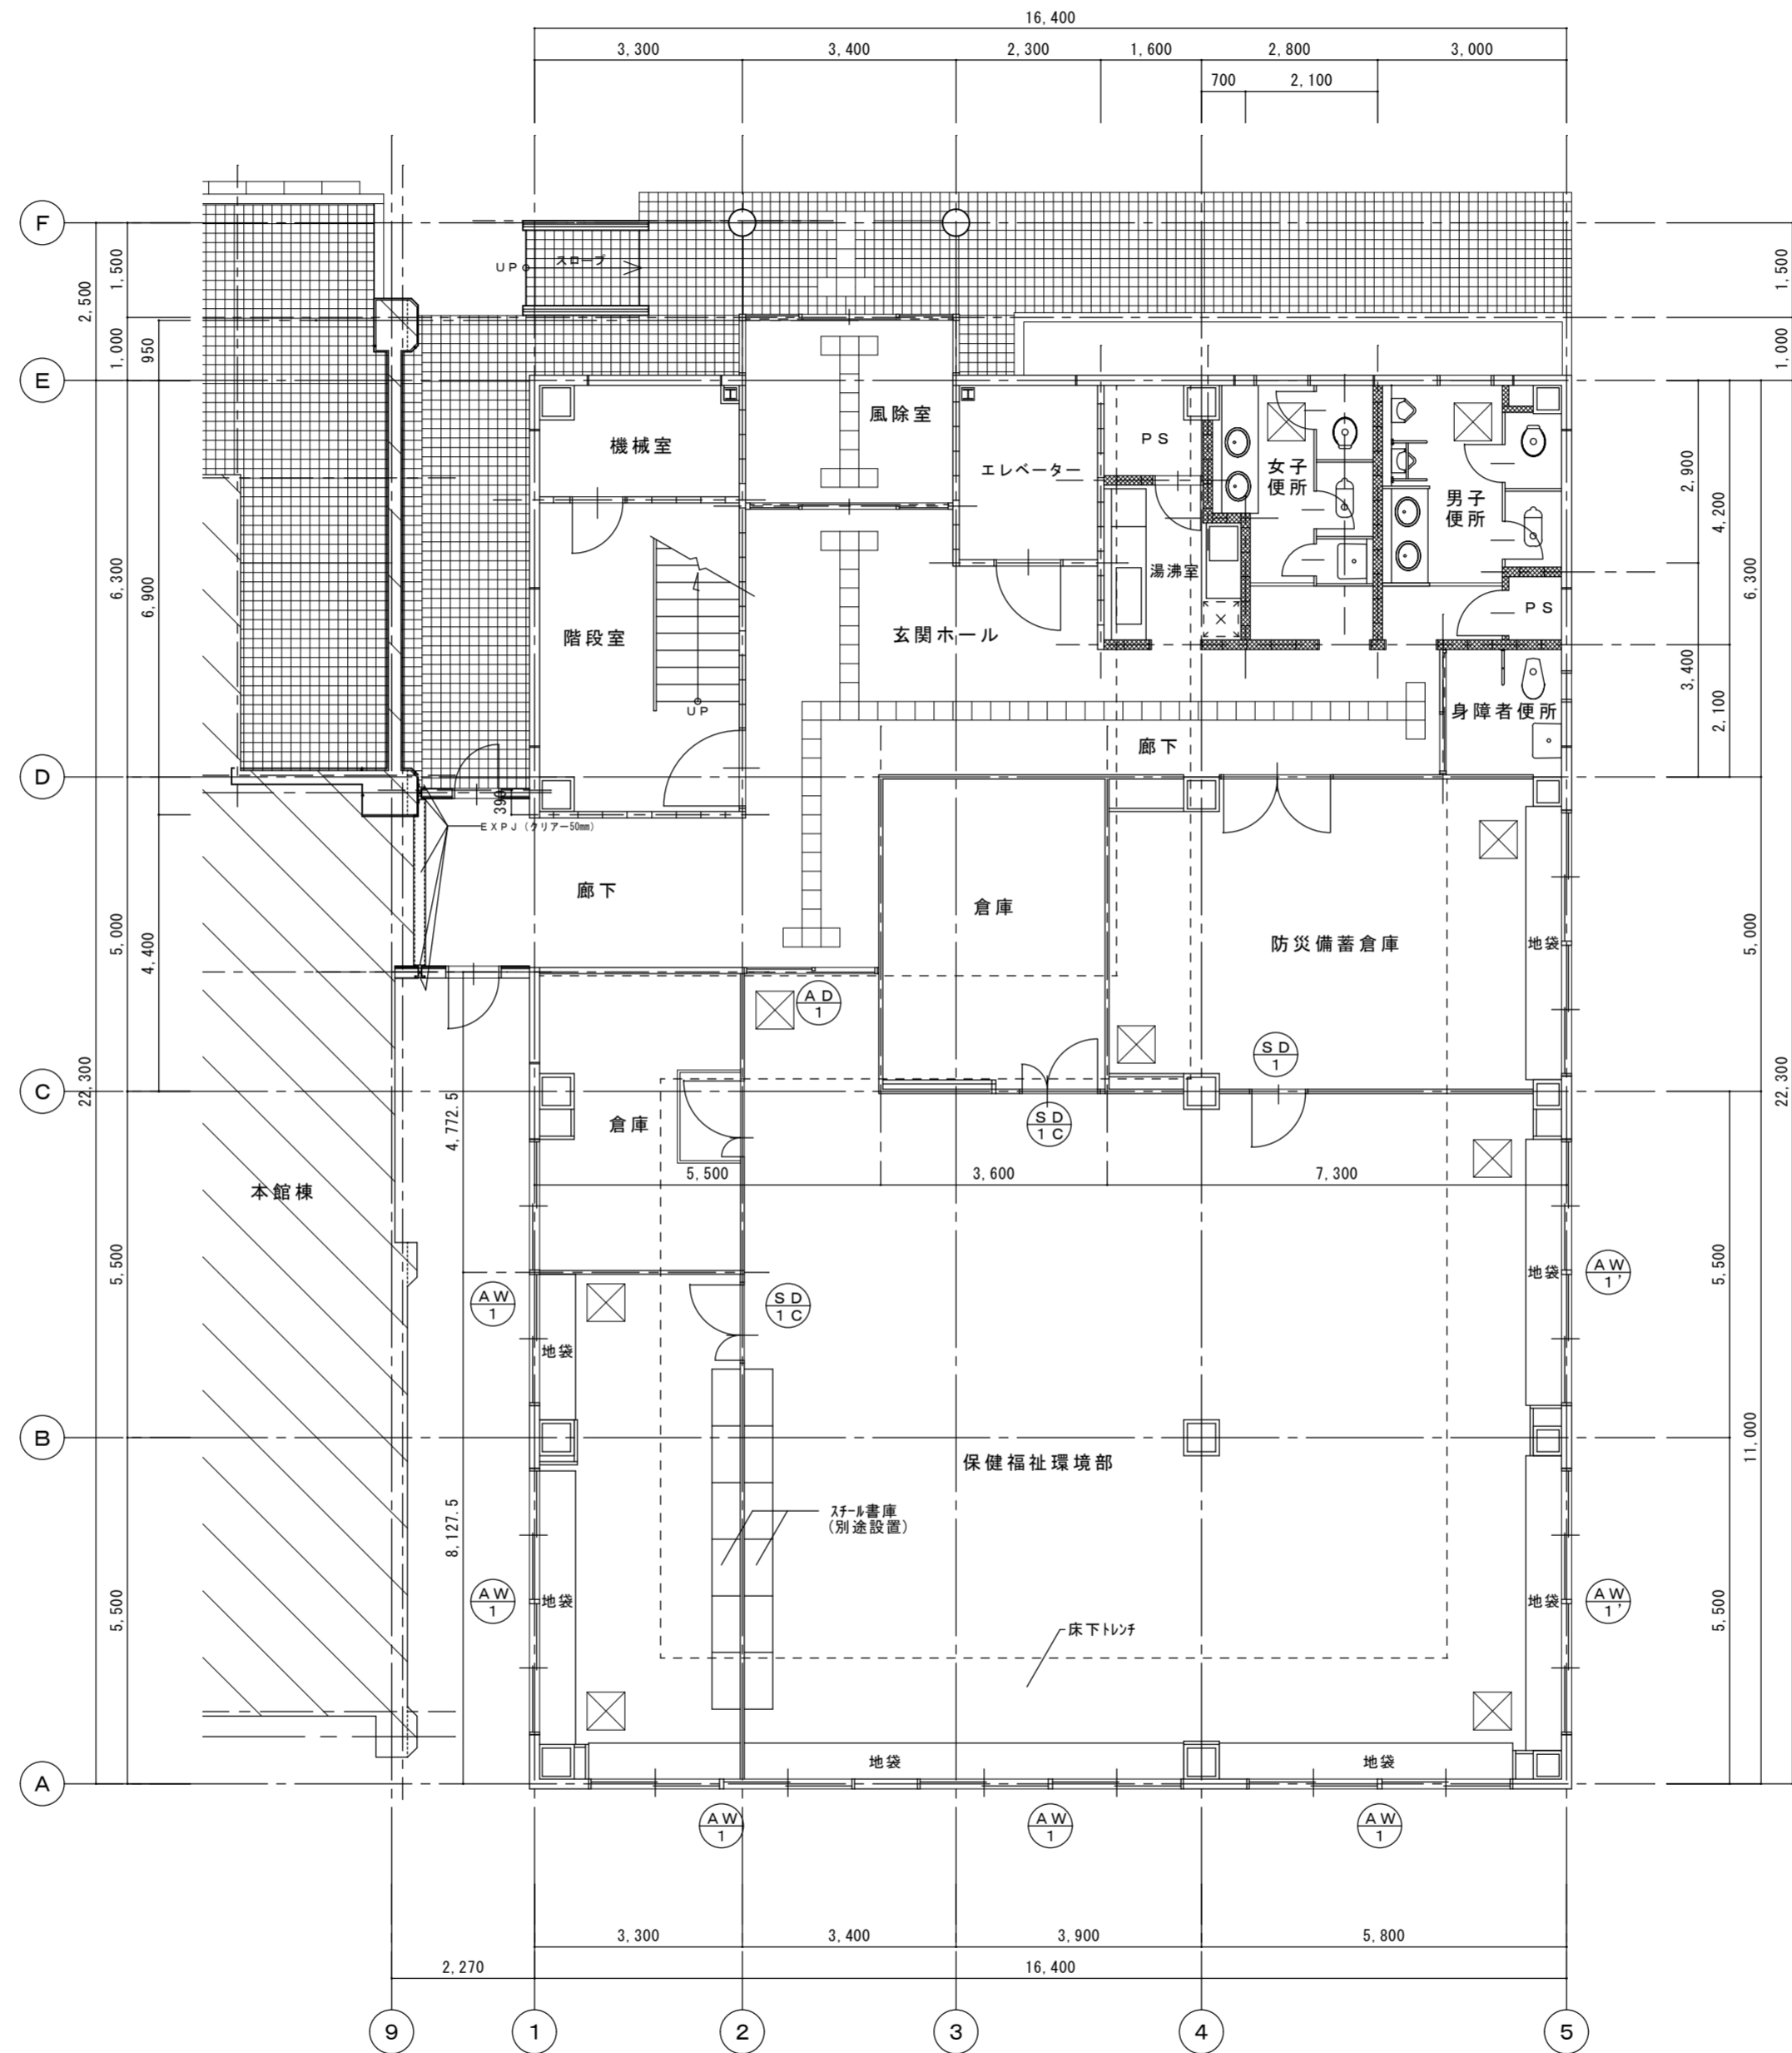 16,400
3,300
3,400
2,300
1,600
2,800
3,000
700
2,100
F
E
D
C
B
A
2,500
1,500
1,000
950
6,300
6,900
22,300
5,000
4,400
5,500
5,500
1,500
1,000
2,900
4,200
6,300
3,400
2,100
5,000
22,300
5,500
11,000
5,500
UP
スロープ
機械室
風除室
エレベーター
PS
女子
便所
男子
便所
湯沸室
PS
階段室
玄関ホール
UP
身障者便所
廊下
390
EXPJ (クリアー50㎜)
廊下
倉庫
防災備蓄倉庫
地袋
AD
1
SD
1
SD
1C
4,772.5
倉庫
5,500
3,600
7,300
本館棟
AW
1
SD
1C
地袋
地袋
AW
1'
保健福祉環境部
スチール書庫
(別途設置)
8,127.5
AW
1
地袋
地袋
AW
1'
床下トレンチ
地袋
地袋
AW
1
AW
1
AW
1
3,300
3,400
3,900
5,800
2,270
16,400
9
1
2
3
4
5